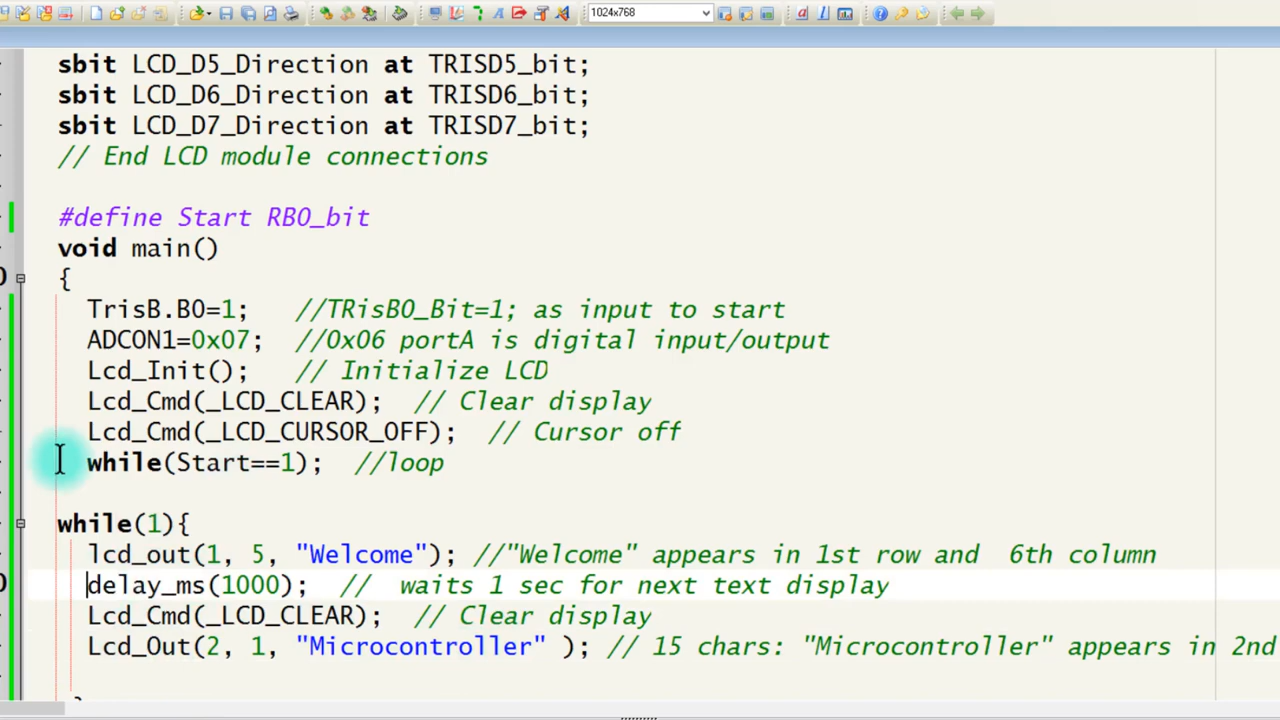 1024x768
sbit LCD_D5_Direction at TRISD5_bit;
sbit LCD_D6_Direction at TRISD6_bit;
sbit LCD_D7_Direction at TRISD7_bit;
// End LCD module connections
#define Start RB0_bit
void main()
{
TrisB.B0=1; //TRisB0_Bit=1; as input to start
ADCON1=0x07; //0x06 portA is digital input/output
Lcd_Init(); // Initialize LCD
Lcd_Cmd(_LCD_CLEAR); // Clear display
Lcd_Cmd(_LCD_CURSOR_OFF); // Cursor off
while(Start==1); //loop
while(1){
lcd_out(1, 5, "Welcome"); //"Welcome" appears in 1st row and 6th column
delay_ms(1000); // waits 1 sec for next text display
Lcd_Cmd(_LCD_CLEAR); // Clear display
Lcd_Out(2, 1, "Microcontroller" ); // 15 chars: "Microcontroller" appears in 2nd